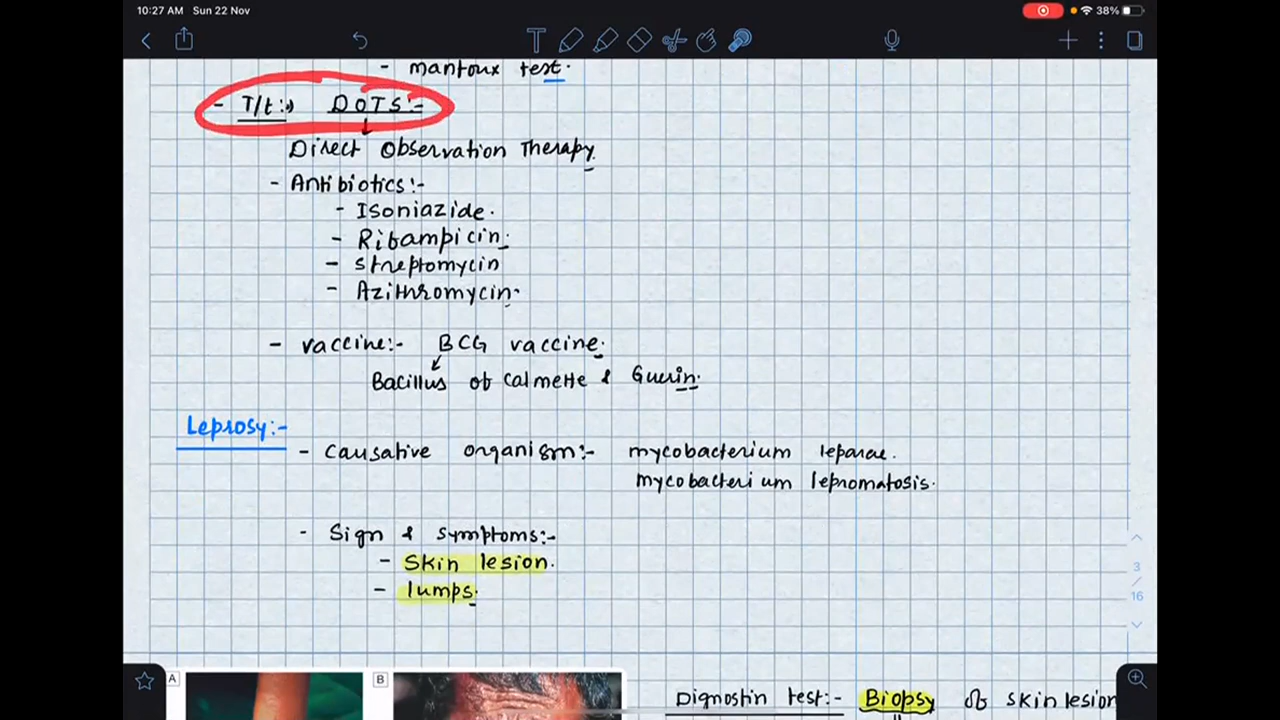 10:27 AM Sun 22 Nov
38%
- mantoux test.
- T/t:→ DOTS:-
Direct Observation Therapy.
- Antibiotics:-
- Isoniazide.
- Ribampicin.
- Streptomycin
- Azithromycin.
- vaccine:- BCG vaccine.
Bacillus of Calmette & Guerin.
Leprosy:-
- Causative organism:- mycobacterium leparae.
mycobacterium lepromatosis.
- Sign & symptoms:-
- Skin lesion.
- lumps.
3
/
16
A
B
Dignostin test:- Biopsy of skin lesion